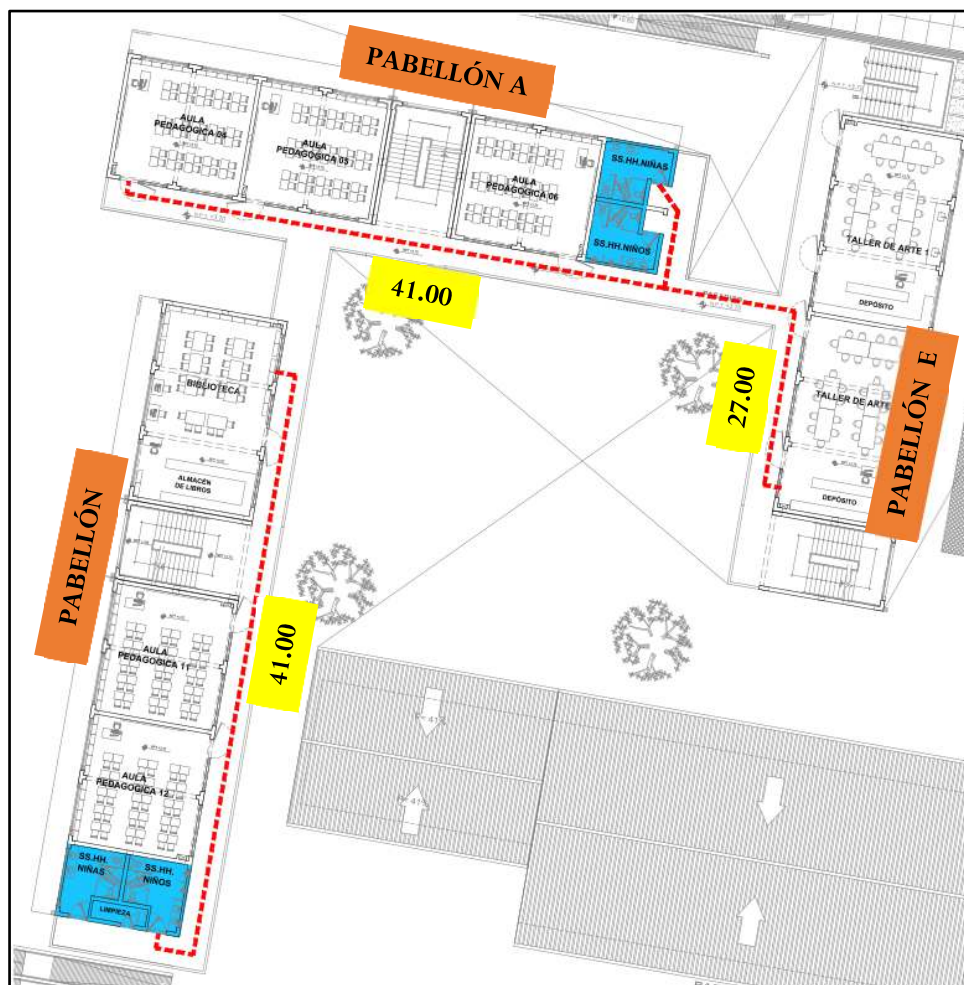 PABELLÓN A
AULA
PEDAGOGICA 04
AULA
PEDAGOGICA 05
AULA
PEDAGOGICA 06
SS.HH.NIÑAS
SS.HH.NIÑOS
41.00
TALLER DE ARTE 1
DEPÓSITO
27.00
TALLER DE ARTE
DEPÓSITO
PABELLÓN E
BIBLIOTECA
ALMACÉN
DE LIBROS
PABELLÓN
41.00
AULA
PEDAGOGICA 11
AULA
PEDAGOGICA 12
SS.HH.
NIÑAS
SS.HH.
NIÑOS
LIMPIEZA